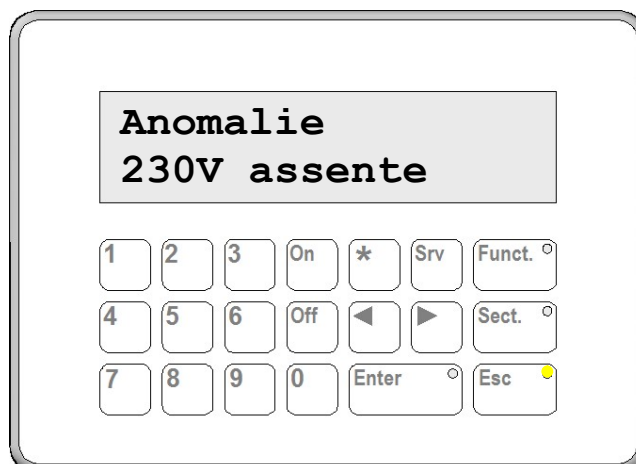 Anomalie
230V assente
1 2 3 On * Srv Funct.
4 5 6 Off ◀ ▶ Sect.
7 8 9 0 Enter Esc